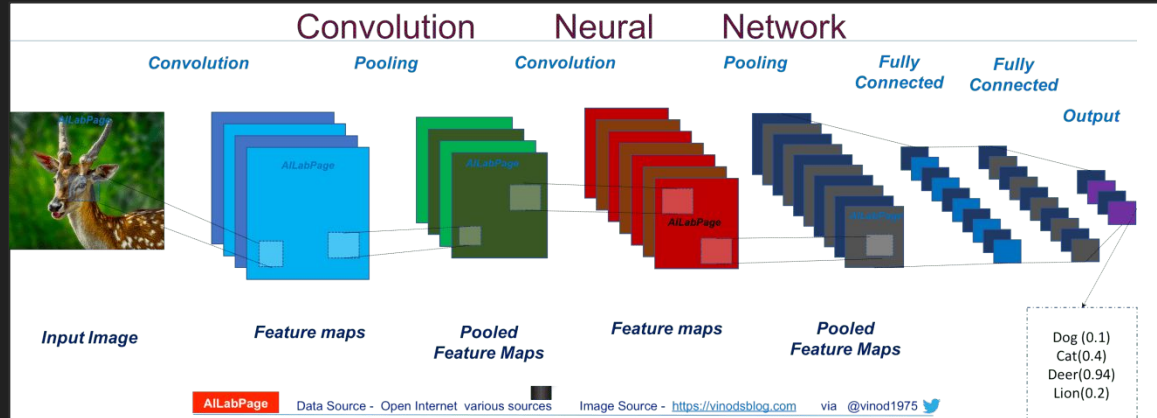 Convolution Neural Network
Convolution Pooling Convolution Pooling Fully Connected Fully Connected
Output
AILabPage
AILabPage
AILabPage
AILabPage
AILabPage
Input Image
Feature maps
Pooled
Feature Maps
Feature maps
Pooled
Feature Maps
Dog (0.1)
Cat(0.4)
Deer(0.94)
Lion(0.2)
AILabPage Data Source - Open Internet various sources Image Source - https://vinodsblog.com via @vinod1975